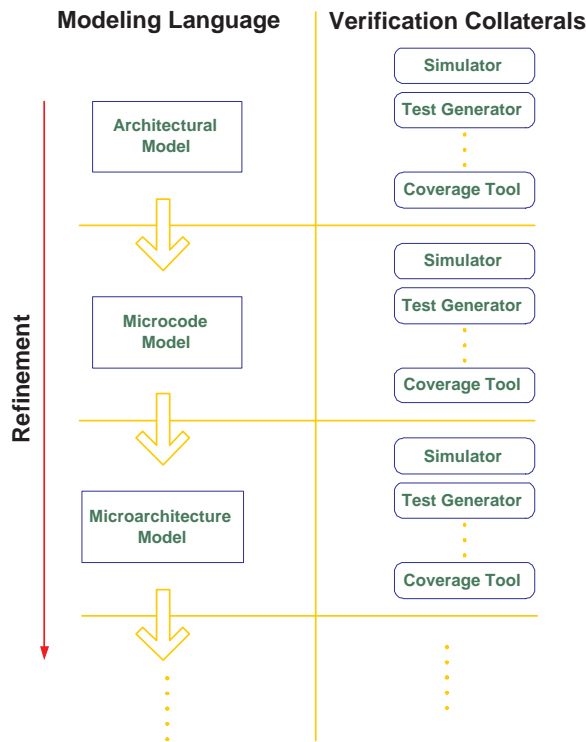 Modeling Language
Verification Collaterals
Simulator
Test Generator
Coverage Tool
Architectural
Model
Simulator
Test Generator
Coverage Tool
Microcode
Model
Refinement
Simulator
Test Generator
Coverage Tool
Microarchitecture
Model